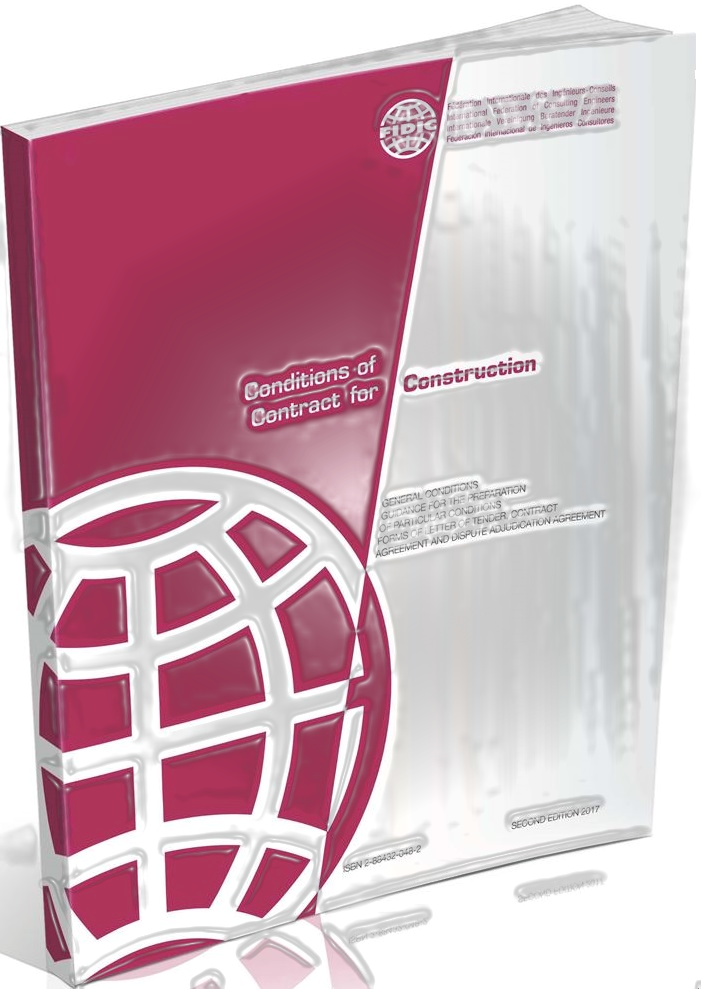 FIDIC
Fédération Internationale des Ingénieurs-Conseils
International Federation of Consulting Engineers
Internationale Vereinigung Beratender Ingenieure
Federación Internacional de Ingenieros Consultores
Conditions of
Contract for
Construction
GENERAL CONDITIONS
GUIDANCE FOR THE PREPARATION
OF PARTICULAR CONDITIONS
FORMS OF LETTER OF TENDER, CONTRACT
AGREEMENT AND DISPUTE ADJUDICATION AGREEMENT
SECOND EDITION 2017
ISBN 2-88432-048-2